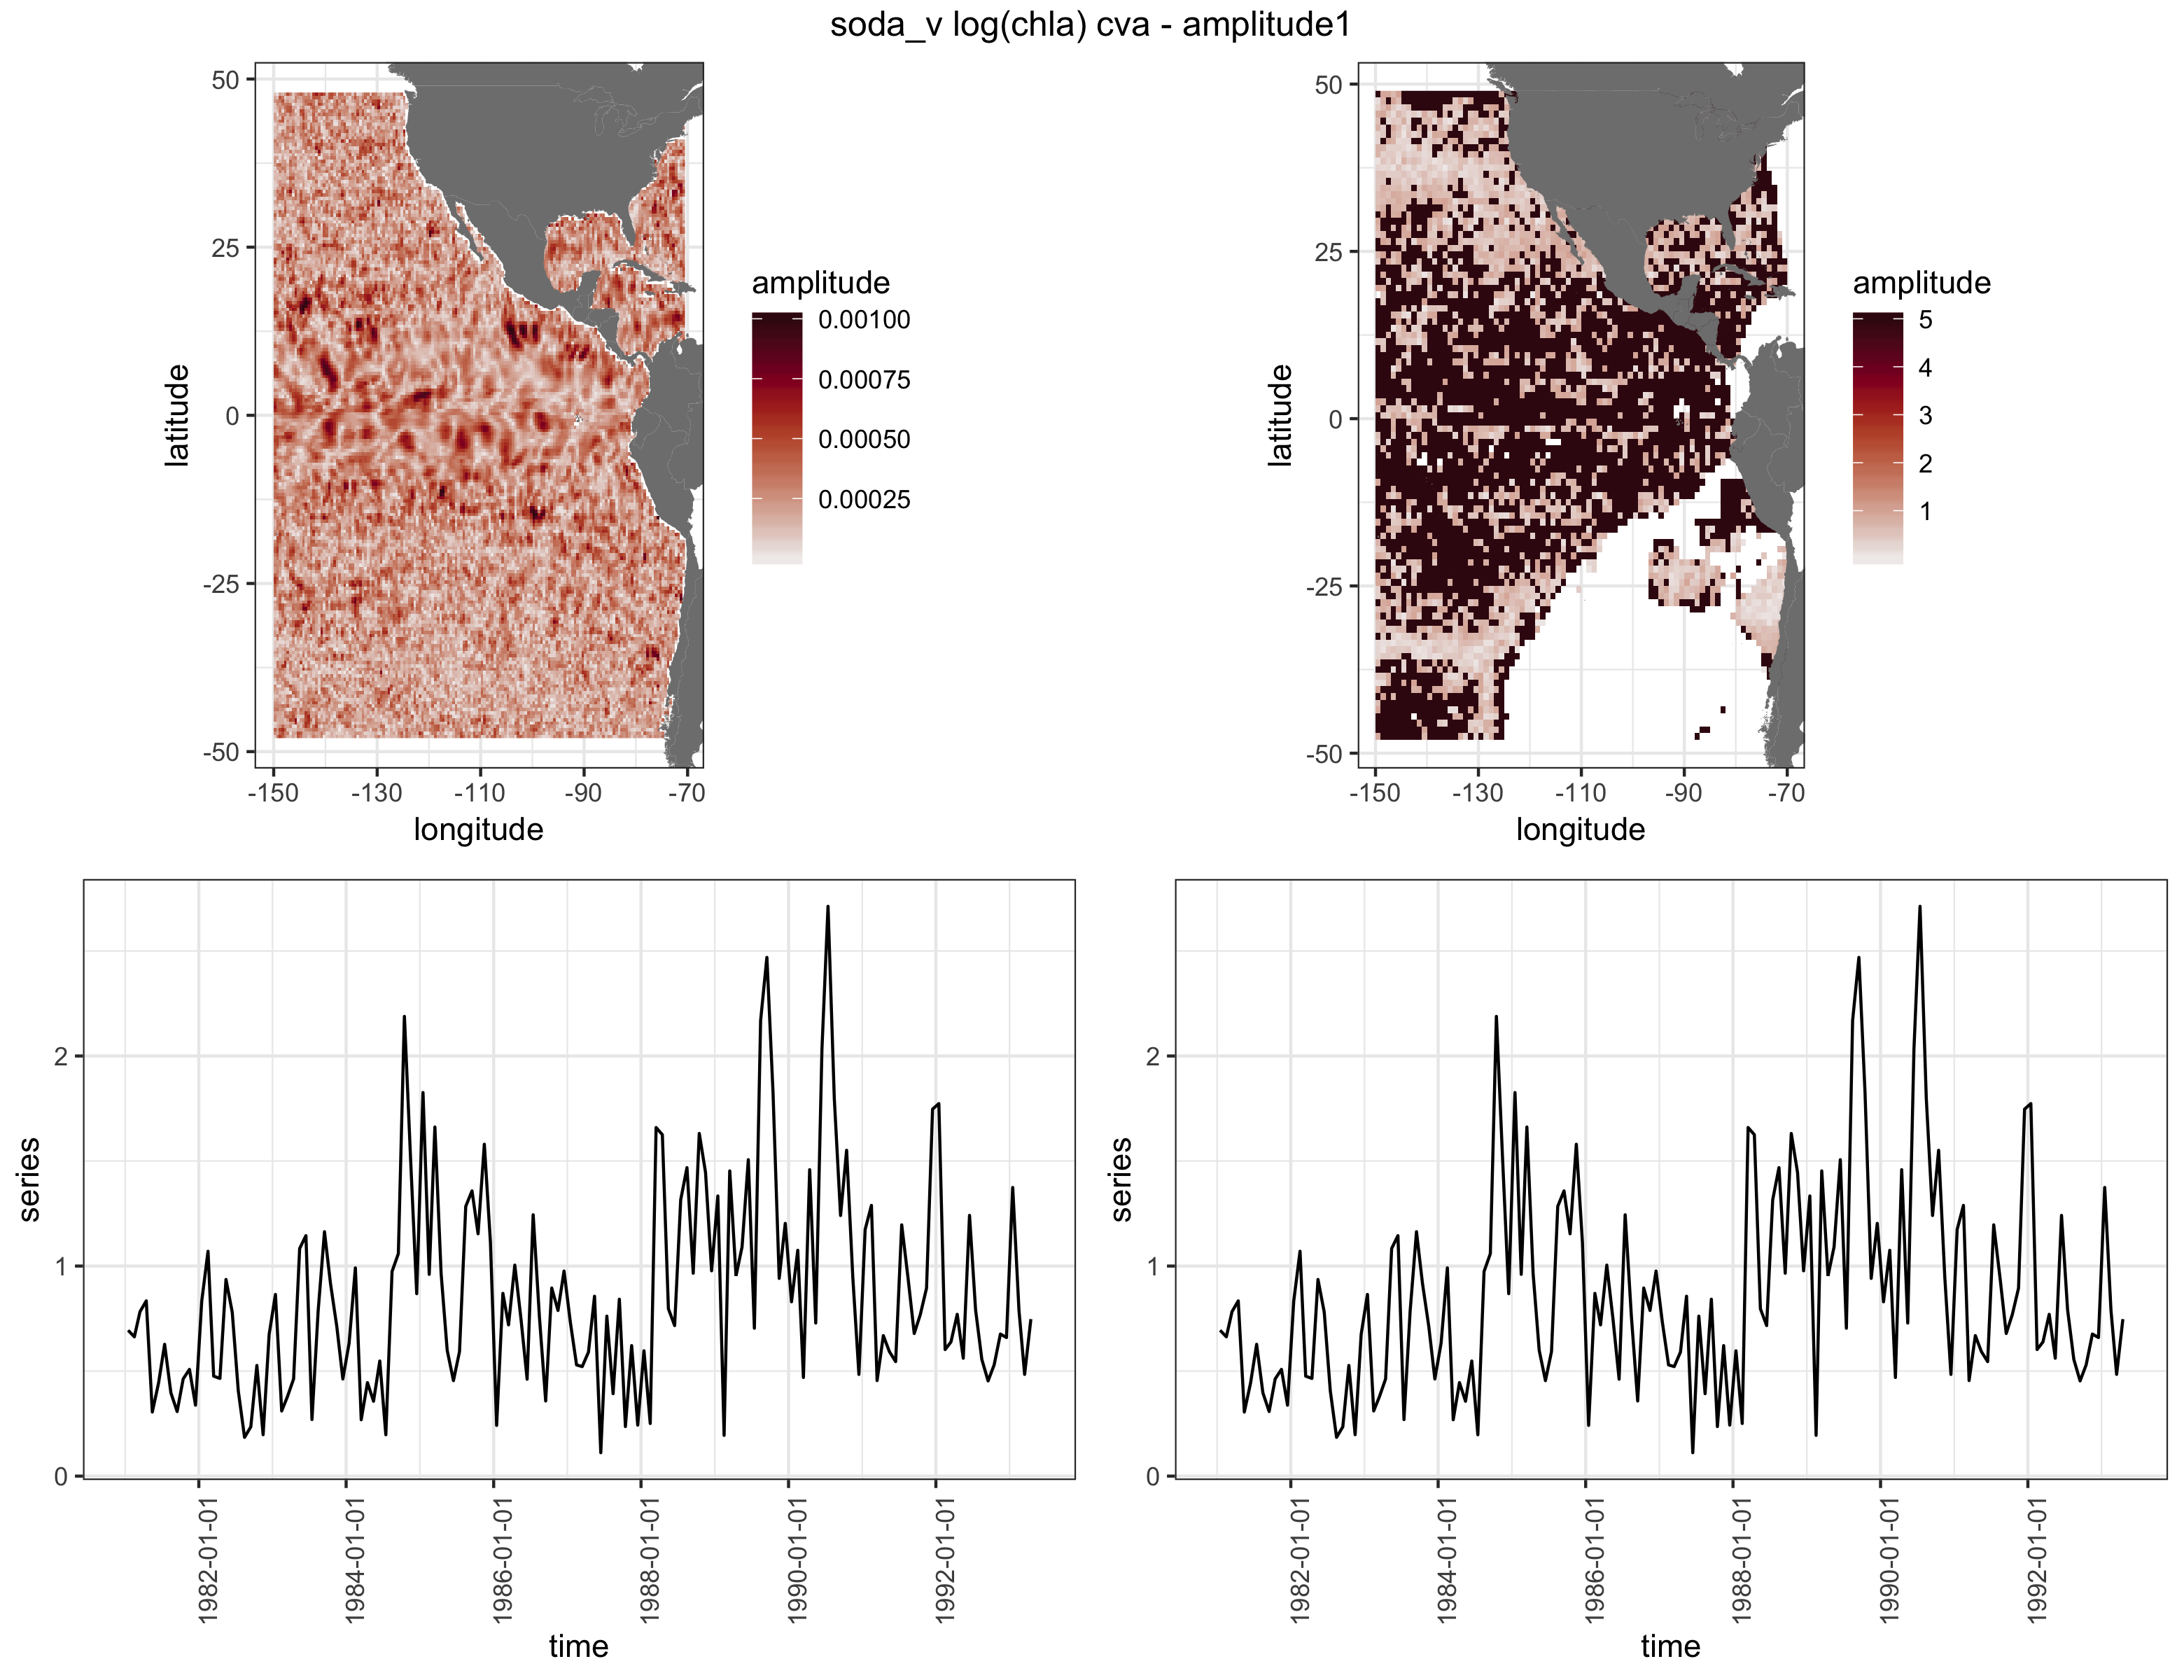 soda_v log(chla) cva - amplitude1
50
25
0
-25
-50
latitude
-150 -130 -110 -90 -70
longitude
amplitude
0.00100
0.00075
0.00050
0.00025
50
25
0
-25
-50
latitude
-150 -130 -110 -90 -70
longitude
amplitude
5
4
3
2
1
2
1
0
series
1982-01-01
1984-01-01
1986-01-01
1988-01-01
1990-01-01
1992-01-01
time
2
1
0
series
1982-01-01
1984-01-01
1986-01-01
1988-01-01
1990-01-01
1992-01-01
time